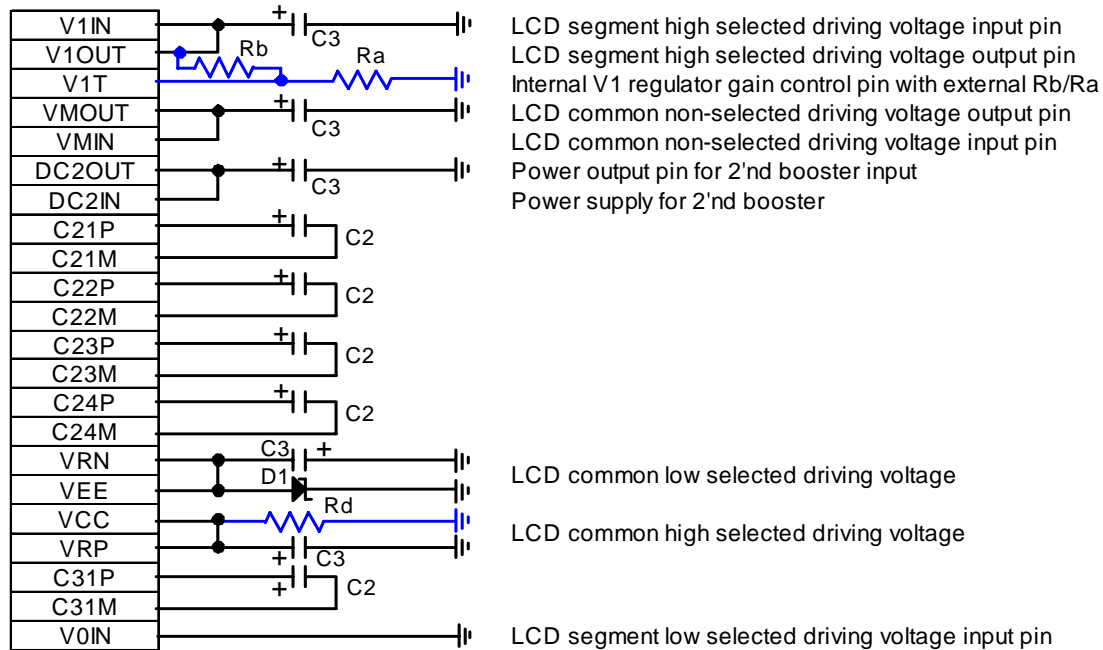 V1IN + C3 LCD segment high selected driving voltage input pin
V1OUT Rb Ra LCD segment high selected driving voltage output pin
V1T Internal V1 regulator gain control pin with external Rb/Ra
VMOUT + C3 LCD common non-selected driving voltage output pin
VMIN LCD common non-selected driving voltage input pin
DC2OUT + C3 Power output pin for 2'nd booster input
DC2IN Power supply for 2'nd booster
C21P + C2
C21M
C22P + C2
C22M
C23P + C2
C23M
C24P + C2
C24M
VRN C3 +
VEE D1 LCD common low selected driving voltage
VCC Rd
VRP + C3 LCD common high selected driving voltage
C31P + C2
C31M
V0IN LCD segment low selected driving voltage input pin